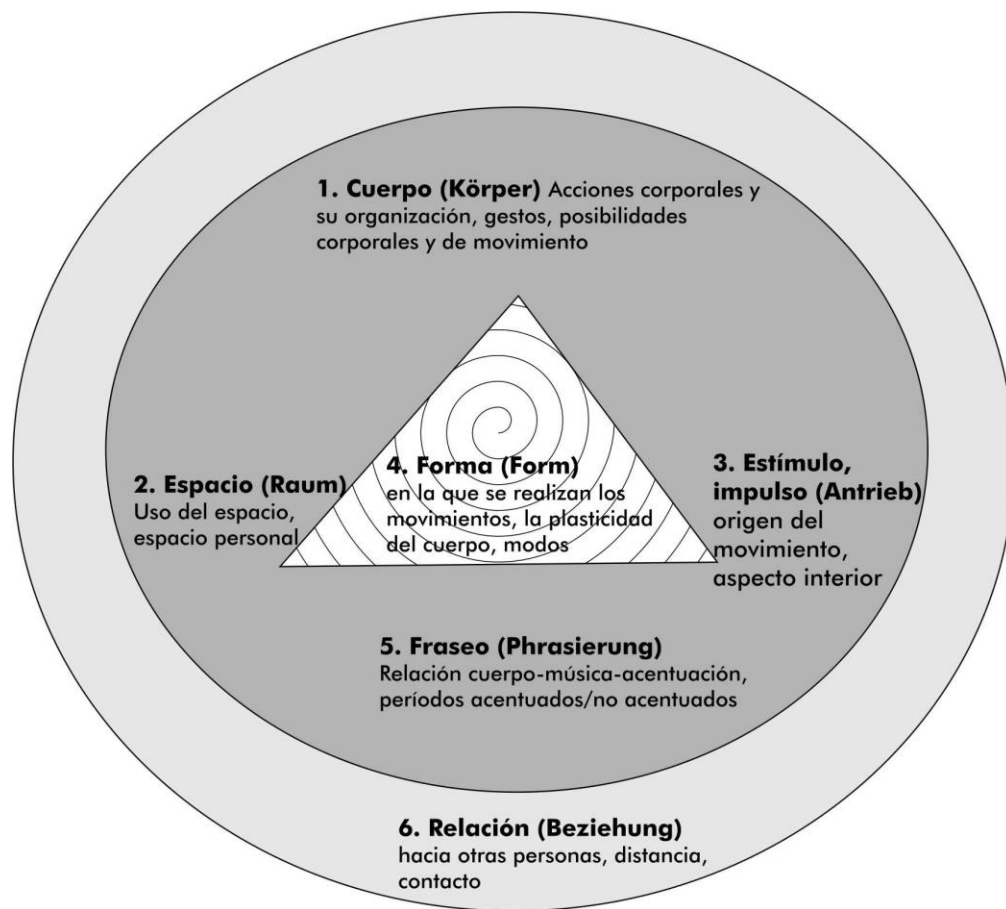 1. Cuerpo (Körper) Acciones corporales y
su organización, gestos, posibilidades
corporales y de movimiento
2. Espacio (Raum)
Uso del espacio,
espacio personal
4. Forma (Form)
en la que se realizan los
movimientos, la plasticidad
del cuerpo, modos
3. Estímulo,
impulso (Antrieb)
origen del
movimiento,
aspecto interior
5. Fraseo (Phrasierung)
Relación cuerpo-música-acentuación,
períodos acentuados/no acentuados
6. Relación (Beziehung)
hacia otras personas, distancia,
contacto